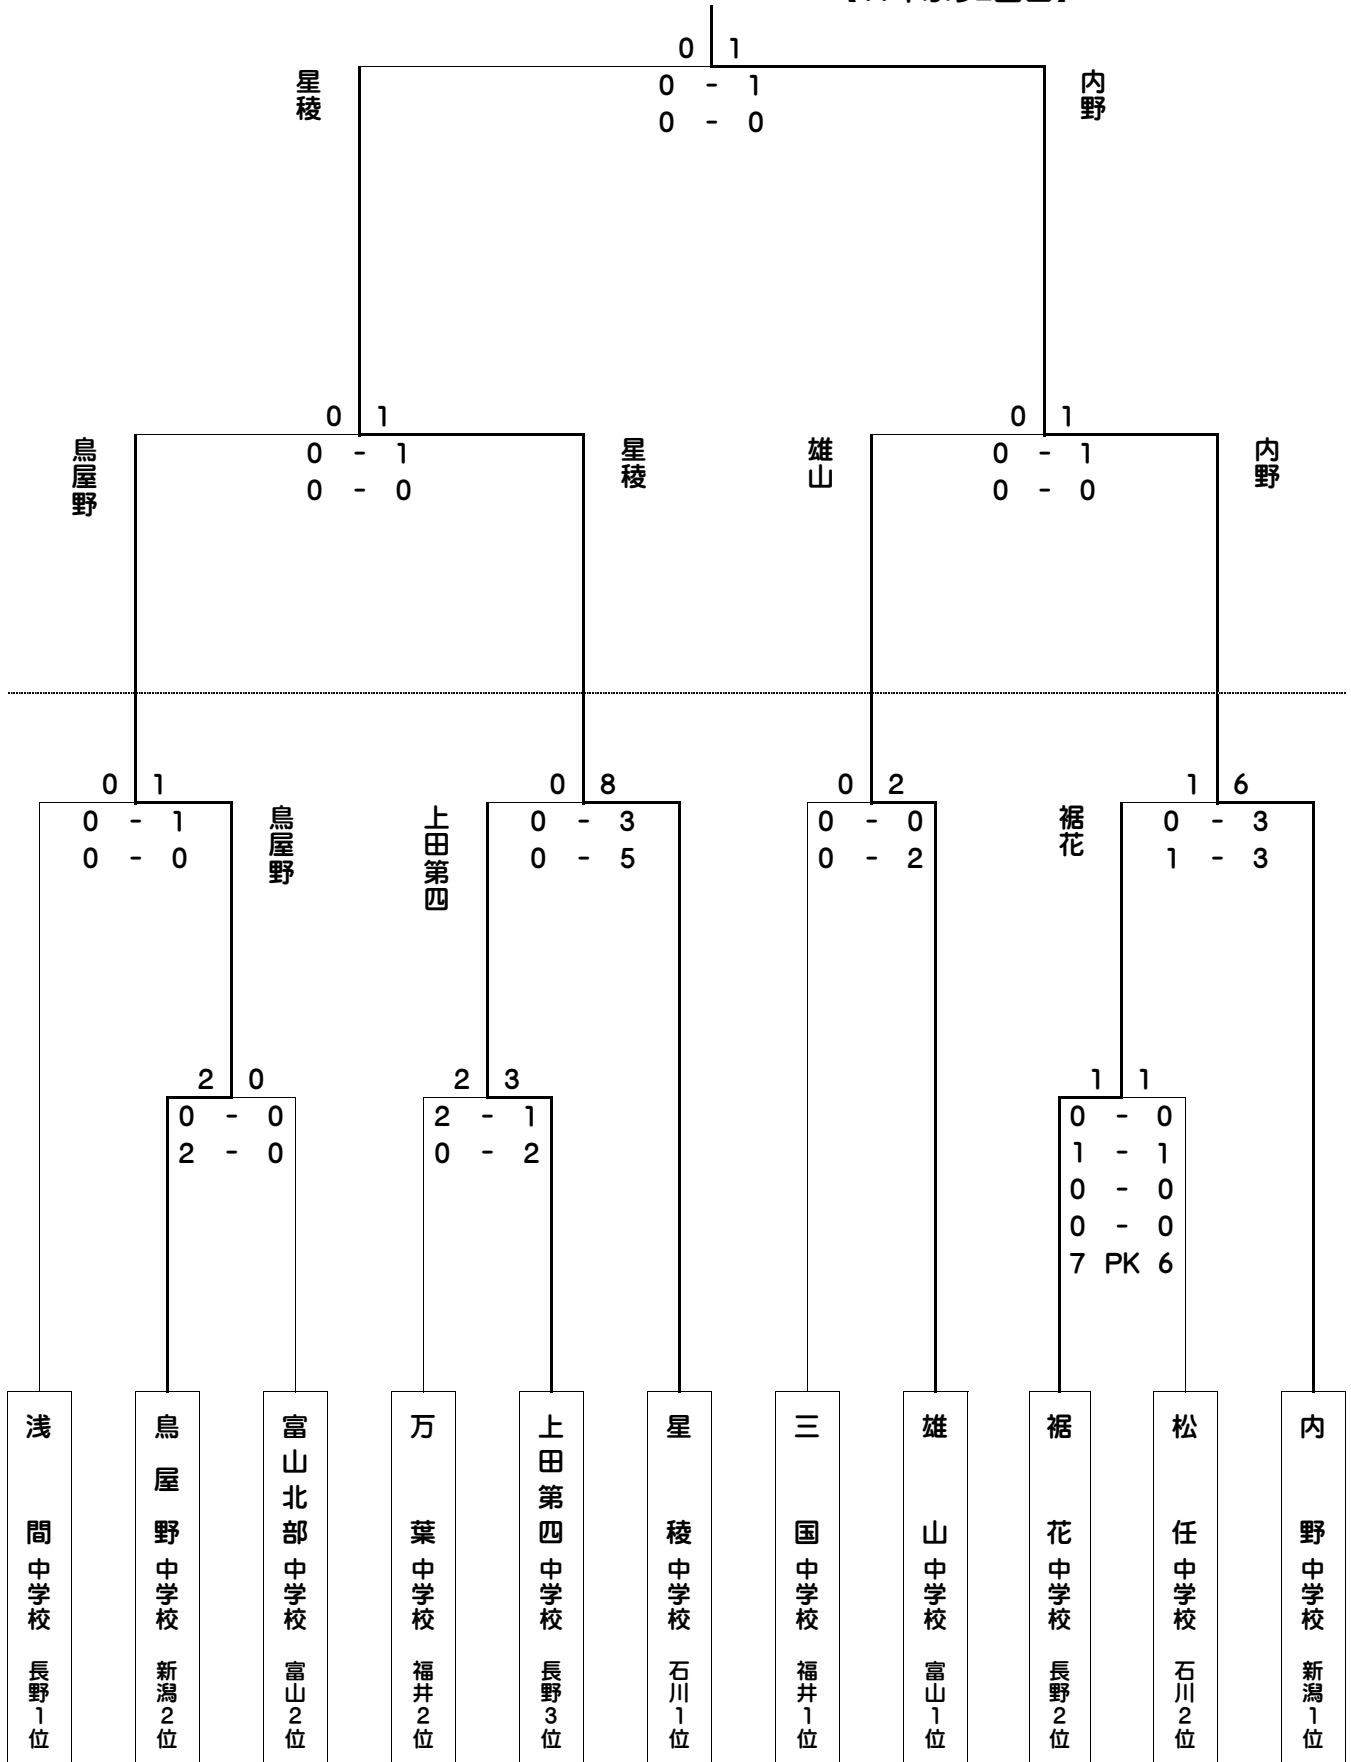 0 1
星稜
内野
0 - 1
0 - 0
0 1
0 1
鳥屋野
星稜
雄山
内野
0 - 1
0 - 0
0 - 1
0 - 0
0 1
0 8
0 2
1 6
0 - 1
0 - 0
鳥屋野
上田第四
0 - 3
0 - 5
0 - 0
0 - 2
裾花
0 - 3
1 - 3
2 0
2 3
1 1
0 - 0
2 - 0
2 - 1
0 - 2
0 - 0
1 - 1
0 - 0
0 - 0
7 PK 6
浅間中学校 長野1位
鳥屋野中学校 新潟2位
富山北部中学校 富山2位
万葉中学校 福井2位
上田第四中学校 長野3位
星稜中学校 石川1位
三国中学校 福井1位
雄山中学校 富山1位
裾花中学校 長野2位
松任中学校 石川2位
内野中学校 新潟1位